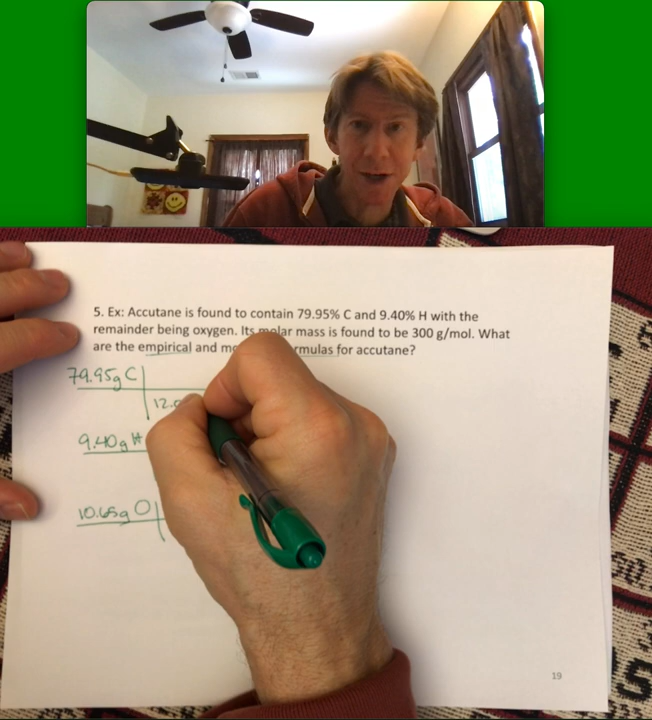 5. Ex: Accutane is found to contain 79.95% C and 9.40% H with the
remainder being oxygen. Its molar mass is found to be 300 g/mol. What
are the empirical and rmulas for accutane?
79.95g C
12.0
9.40g H
10.65g O
19